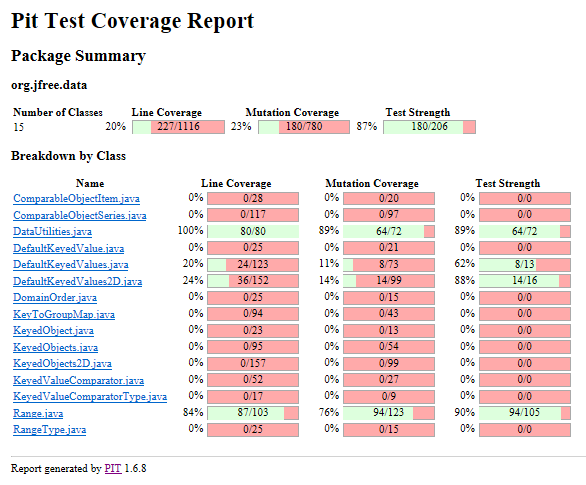 Pit Test Coverage Report
Package Summary
org.jfree.data
Number of Classes Line Coverage Mutation Coverage Test Strength
15 20% 227/1116 23% 180/780 87% 180/206
Breakdown by Class
Name Line Coverage Mutation Coverage Test Strength
ComparableObjectItem.java 0% 0/28 0% 0/20 0% 0/0
ComparableObjectSeries.java 0% 0/117 0% 0/97 0% 0/0
DataUtilities.java 100% 80/80 89% 64/72 89% 64/72
DefaultKeyedValue.java 0% 0/25 0% 0/21 0% 0/0
DefaultKeyedValues.java 20% 24/123 11% 8/73 62% 8/13
DefaultKeyedValues2D.java 24% 36/152 14% 14/99 88% 14/16
DomainOrder.java 0% 0/25 0% 0/15 0% 0/0
KeyToGroupMap.java 0% 0/94 0% 0/43 0% 0/0
KeyedObject.java 0% 0/23 0% 0/13 0% 0/0
KeyedObjects.java 0% 0/95 0% 0/54 0% 0/0
KeyedObjects2D.java 0% 0/157 0% 0/99 0% 0/0
KeyedValueComparator.java 0% 0/52 0% 0/27 0% 0/0
KeyedValueComparatorType.java 0% 0/17 0% 0/9 0% 0/0
Range.java 84% 87/103 76% 94/123 90% 94/105
RangeType.java 0% 0/25 0% 0/15 0% 0/0
Report generated by PIT 1.6.8